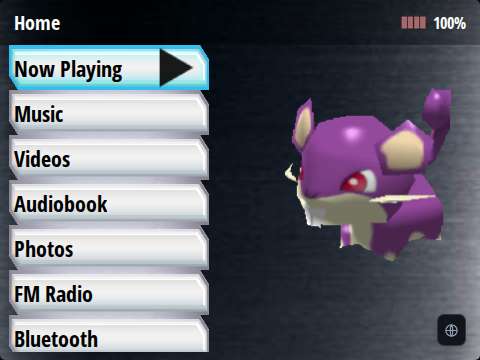 Home
100%
Now Playing
Music
Videos
Audiobook
Photos
FM Radio
Bluetooth